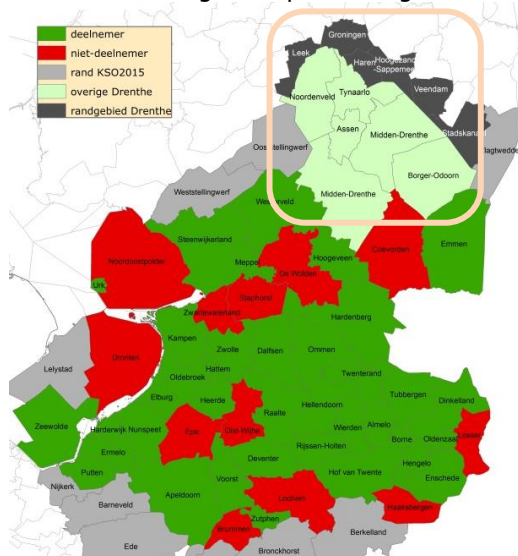 deelnemer
niet-deelnemer
rand KSO2015
overige Drenthe
randgebied Drenthe
Groningen
Leek
Haren
Hoogezand
-Sappemeer
Noordenveld
Tynaarlo
Veendam
Assen
Midden-Drenthe
Stadskanaal
Ooststellingwerf
Vlagtwedde
Borger-Odoorn
Weststellingwerf
Midden-Drenthe
Westerveld
Steenwijkerland
Coevorden
Emmen
Noordoostpolder
Meppel
Hoogeveen
De Wolden
Urk
Staphorst
Zwartewaterland
Hardenberg
Kampen
Dronten
Zwolle
Dalfsen
Ommen
Lelystad
Oldebroek
Hattem
Twenterand
Elburg
Heerde
Hellendoorn
Tubbergen
Dinkelland
Zeewolde
Raalte
Harderwijk
Nunspeet
Epe
Olst-Wijhe
Wierden
Almelo
Ermelo
Rijssen-Holten
Borne
Oldenzaal
Losser
Deventer
Hengelo
Putten
Voorst
Hof van Twente
Enschede
Nijkerk
Apeldoorn
Lochem
Barneveld
Zutphen
Haaksbergen
Brummen
Berkelland
Ede
Bronckhorst